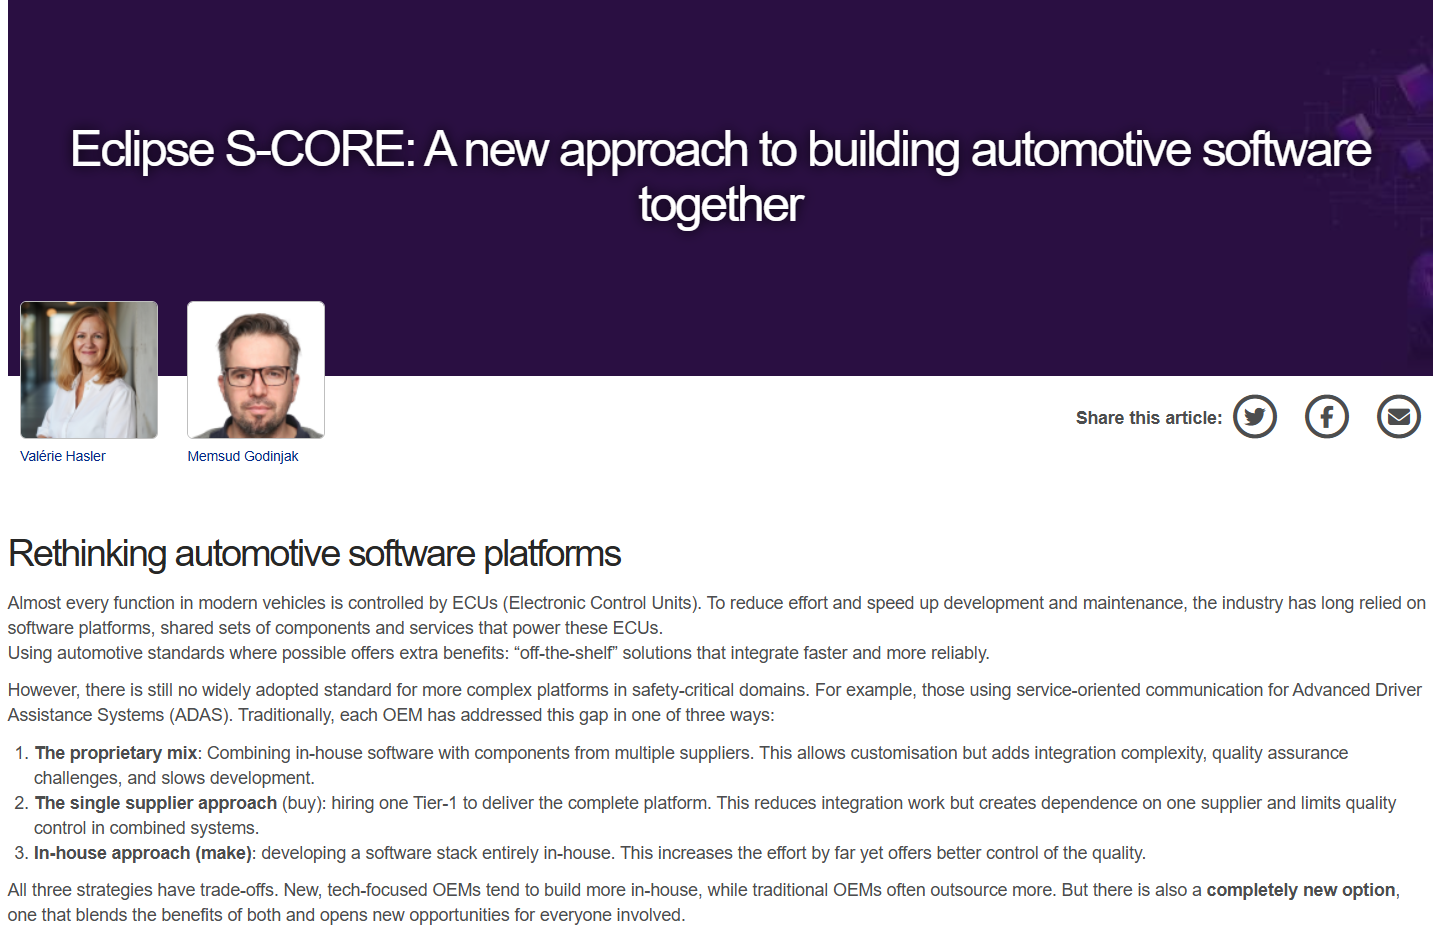 Eclipse S-CORE: A new approach to building automotive software
together
Valérie Hasler
Memsud Godinjak
Share this article:
Rethinking automotive software platforms
Almost every function in modern vehicles is controlled by ECUs (Electronic Control Units). To reduce effort and speed up development and maintenance, the industry has long relied on
software platforms, shared sets of components and services that power these ECUs.
Using automotive standards where possible offers extra benefits: “off-the-shelf” solutions that integrate faster and more reliably.
However, there is still no widely adopted standard for more complex platforms in safety-critical domains. For example, those using service-oriented communication for Advanced Driver
Assistance Systems (ADAS). Traditionally, each OEM has addressed this gap in one of three ways:
1. The proprietary mix: Combining in-house software with components from multiple suppliers. This allows customisation but adds integration complexity, quality assurance
challenges, and slows development.
2. The single supplier approach (buy): hiring one Tier-1 to deliver the complete platform. This reduces integration work but creates dependence on one supplier and limits quality
control in combined systems.
3. In-house approach (make): developing a software stack entirely in-house. This increases the effort by far yet offers better control of the quality.
All three strategies have trade-offs. New, tech-focused OEMs tend to build more in-house, while traditional OEMs often outsource more. But there is also a completely new option,
one that blends the benefits of both and opens new opportunities for everyone involved.